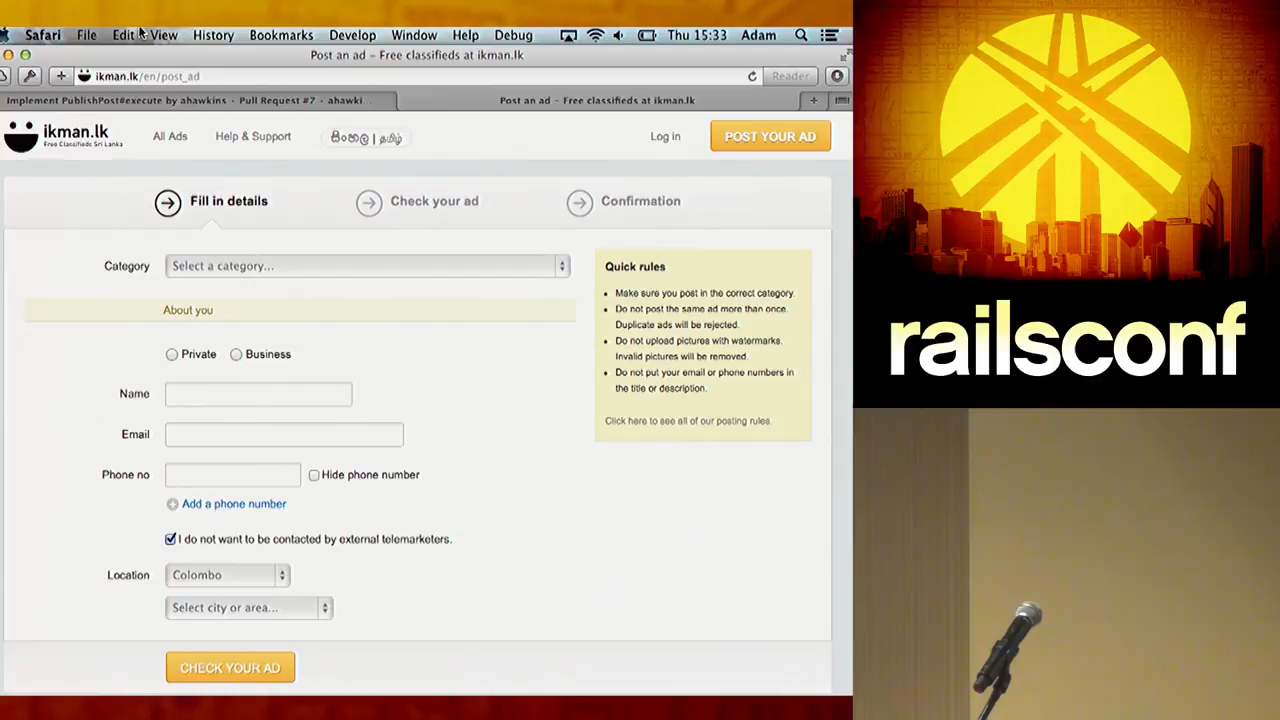 Safari File Edit View History Bookmarks Develop Window Help Debug Thu 15:33 Adam
Post an ad – Free classifieds at ikman.lk
ikman.lk/en/post_ad
Reader
Implement PublishPost#execute by ahawkins · Pull Request #7 · ahawki...
Post an ad – Free classifieds at ikman.lk
ikman.lk
Free Classifieds Sri Lanka
All Ads
Help & Support
සිංහල | தமிழ்
Log in
POST YOUR AD
Fill in details
Check your ad
Confirmation
Category
Select a category...
About you
Private
Business
Name
Email
Phone no
Hide phone number
Add a phone number
I do not want to be contacted by external telemarketers.
Location
Colombo
Select city or area...
CHECK YOUR AD
Quick rules
Make sure you post in the correct category.
Do not post the same ad more than once.
Duplicate ads will be rejected.
Do not upload pictures with watermarks.
Invalid pictures will be removed.
Do not put your email or phone numbers in
the title or description.
Click here to see all of our posting rules.
railsconf